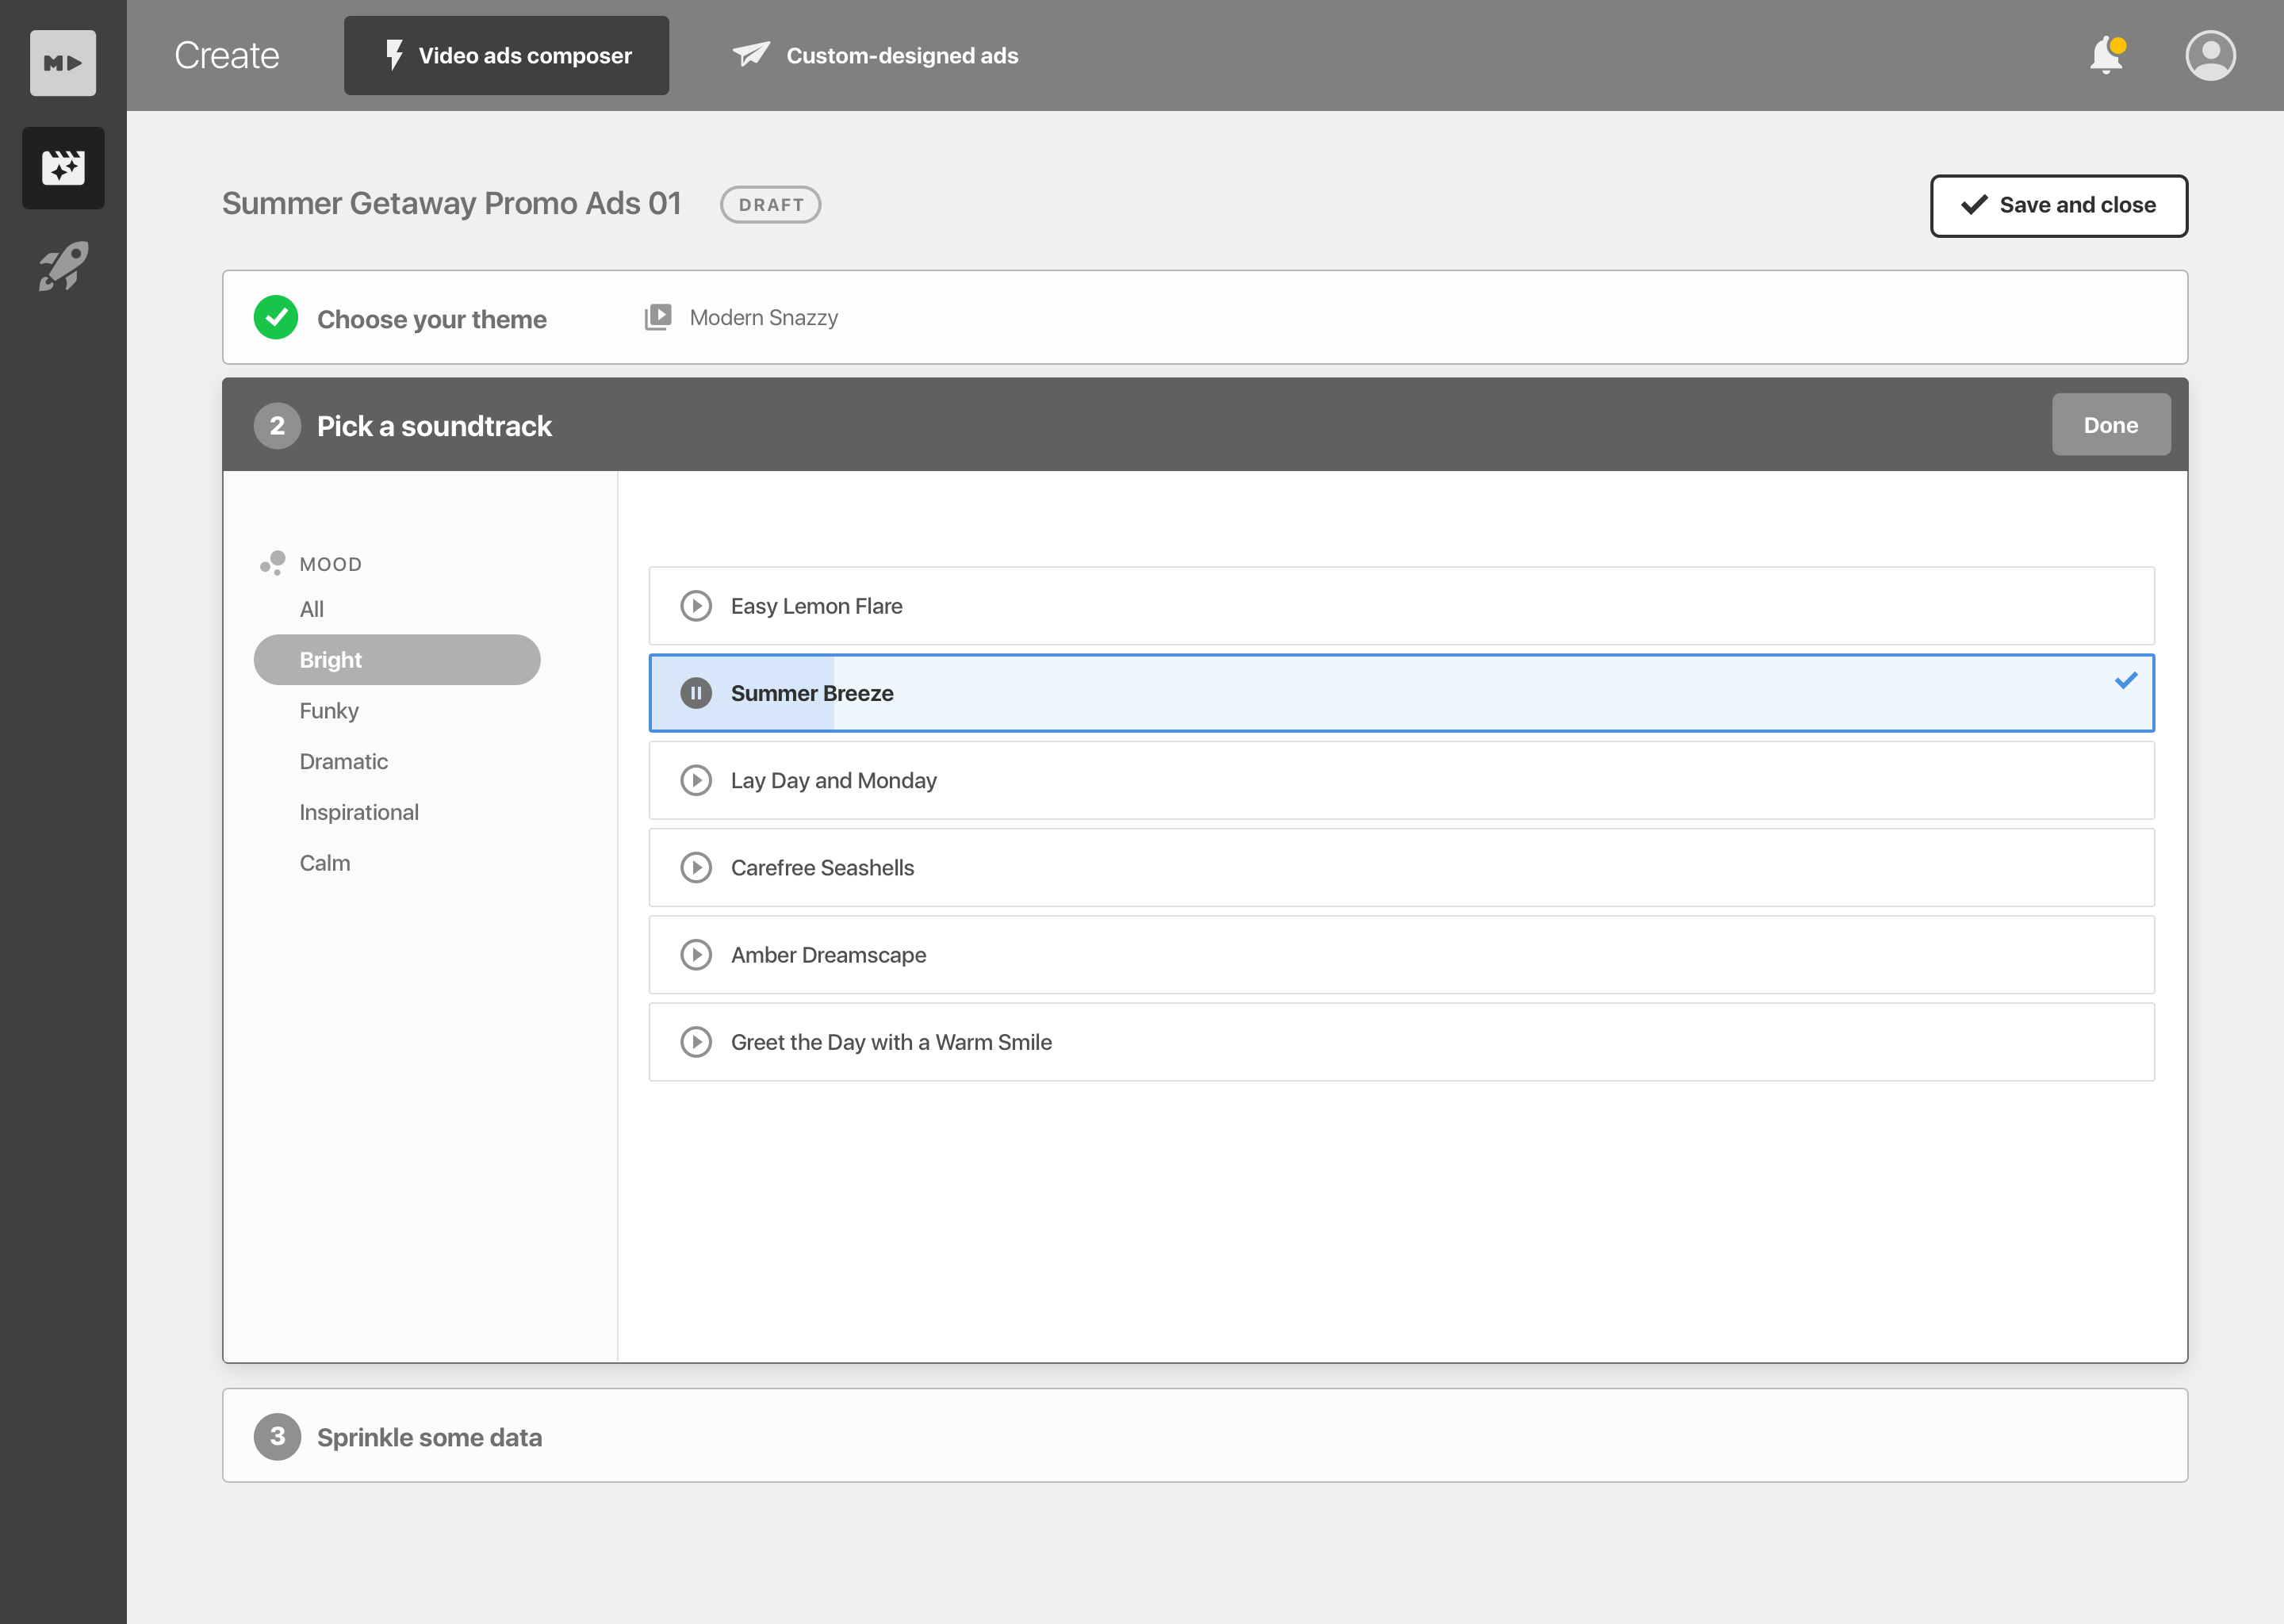 M
Create
Video ads composer
Custom-designed ads
Summer Getaway Promo Ads 01
DRAFT
Save and close
Choose your theme
Modern Snazzy
2
Pick a soundtrack
Done
MOOD
All
Bright
Funky
Dramatic
Inspirational
Calm
Easy Lemon Flare
Summer Breeze
Lay Day and Monday
Carefree Seashells
Amber Dreamscape
Greet the Day with a Warm Smile
3
Sprinkle some data